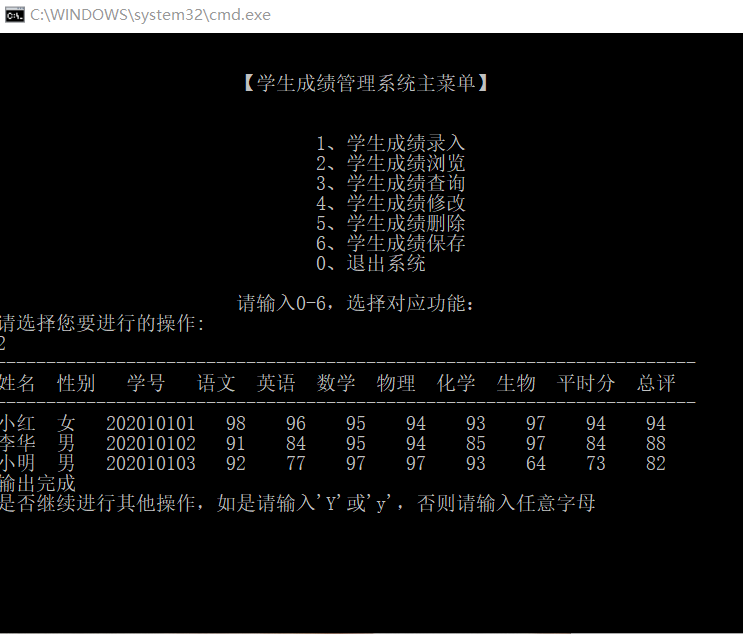 C:\WINDOWS\system32\cmd.exe
【学生成绩管理系统主菜单】
1、学生成绩录入
2、学生成绩浏览
3、学生成绩查询
4、学生成绩修改
5、学生成绩删除
6、学生成绩保存
0、退出系统
请输入0-6，选择对应功能：
请选择您要进行的操作:
2
----------------------------------------------------------------------
姓名 性别 学号 语文 英语 数学 物理 化学 生物 平时分 总评
----------------------------------------------------------------------
小红 女 202010101 98 96 95 94 93 97 94 94
李华 男 202010102 91 84 95 94 85 97 84 88
小明 男 202010103 92 77 97 97 93 64 73 82
输出完成
是否继续进行其他操作，如是请输入'Y'或'y'，否则请输入任意字母